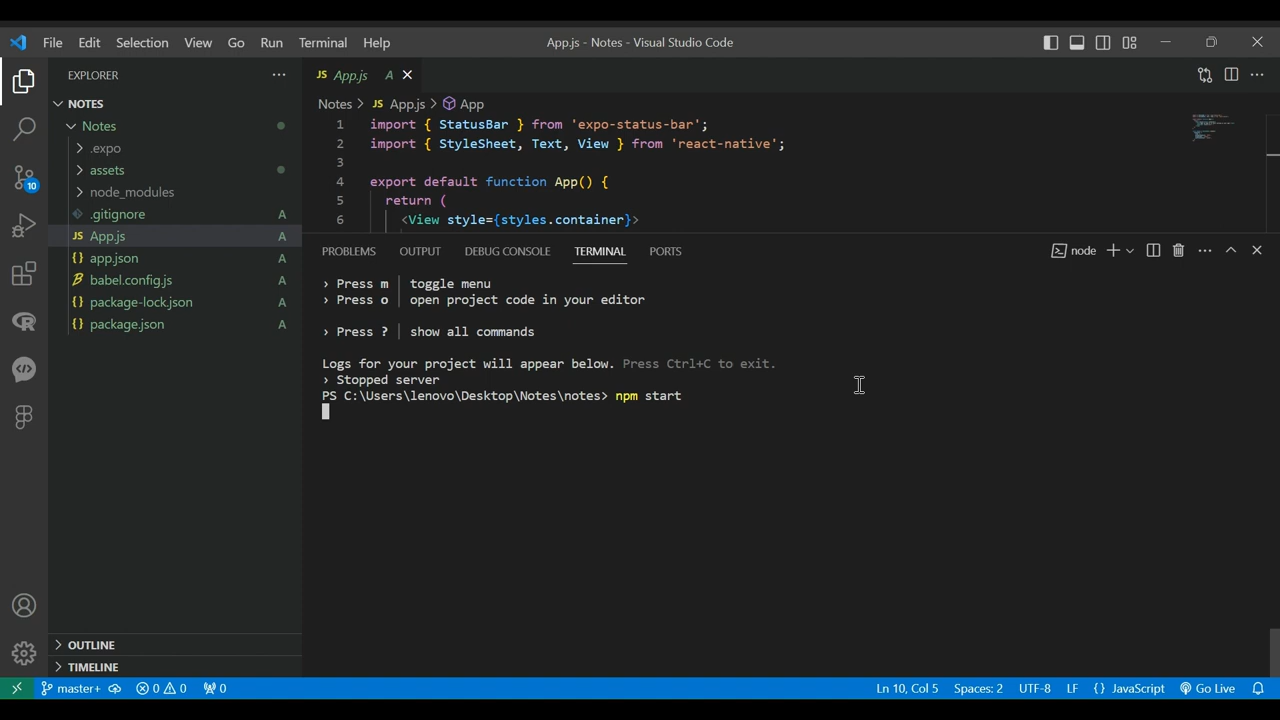 File Edit Selection View Go Run Terminal Help
App.js - Notes - Visual Studio Code
EXPLORER
NOTES
Notes
.expo
assets
node_modules
.gitignore A
JS App.js A
{} app.json A
babel.config.js A
{} package-lock.json A
{} package.json A
OUTLINE
TIMELINE
10
JS App.js A
Notes > JS App.js > App
1 import { StatusBar } from 'expo-status-bar';
2 import { StyleSheet, Text, View } from 'react-native';
3
4 export default function App() {
5 return (
6 <View style={styles.container}>
PROBLEMS OUTPUT DEBUG CONSOLE TERMINAL PORTS
node
› Press m │ toggle menu
› Press o │ open project code in your editor
› Press ? │ show all commands
Logs for your project will appear below. Press Ctrl+C to exit.
› Stopped server
PS C:\Users\lenovo\Desktop\Notes\notes> npm start
master+ 0 0 0 Ln 10, Col 5 Spaces: 2 UTF-8 LF {} JavaScript Go Live